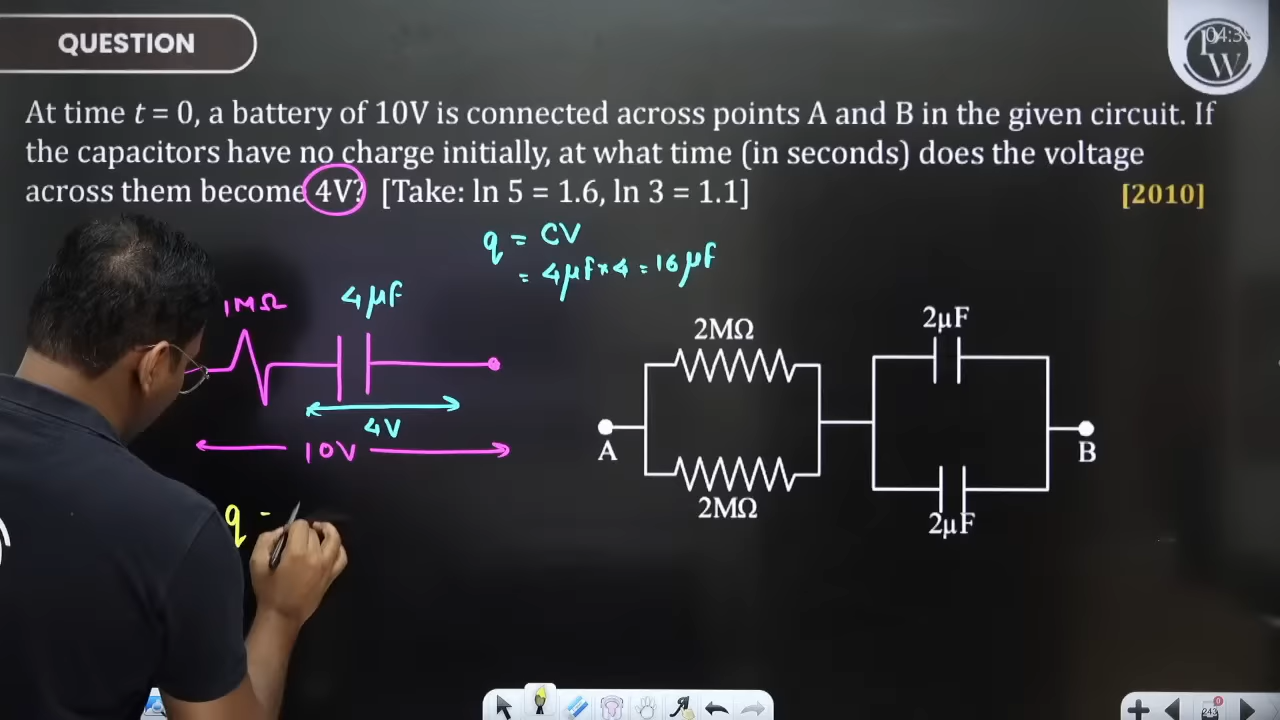 QUESTION
At time t = 0, a battery of 10V is connected across points A and B in the given circuit. If
the capacitors have no charge initially, at what time (in seconds) does the voltage
across them become 4V? [Take: ln 5 = 1.6, ln 3 = 1.1]
[2010]
q = CV
= 4μf×4 = 16μf
1MΩ
4μF
4V
10V
q =
2MΩ
2MΩ
2μF
2μF
A
B
PW
243